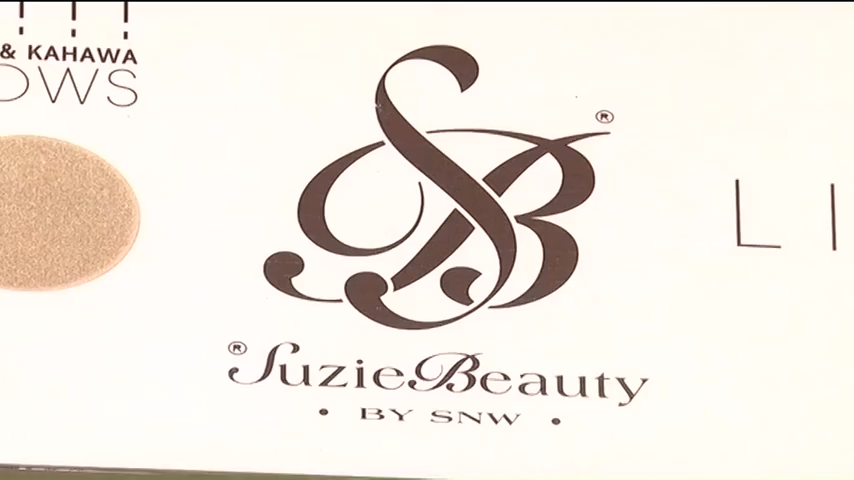 & KAHAWA
OWS
SB®
LI
® SuzieBeauty
• BY SNW •